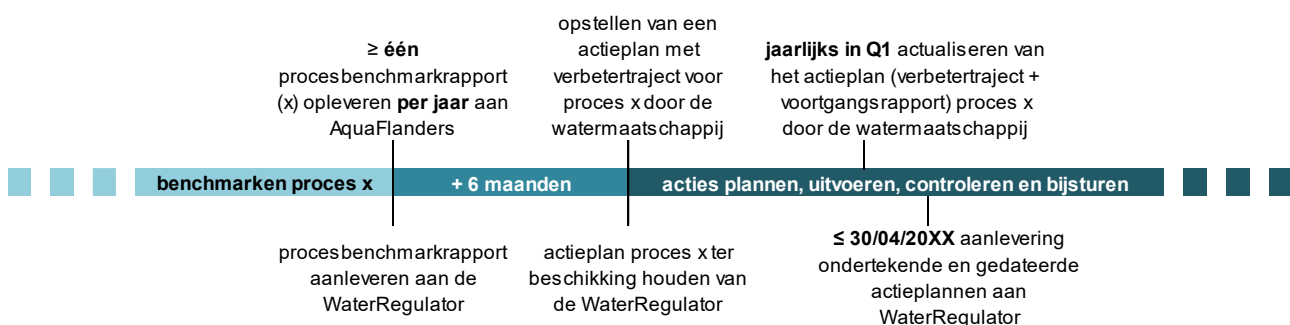 ≥ één
procesbenchmarkrapport
(x) opleveren per jaar aan
AquaFlanders
opstellen van een
actieplan met
verbetertraject voor
proces x door de
watermaatschappij
jaarlijks in Q1 actualiseren van
het actieplan (verbetertraject +
voortgangsrapport) proces x
door de watermaatschappij
benchmarken proces x
+ 6 maanden
acties plannen, uitvoeren, controleren en bijsturen
procesbenchmarkrapport
aanleveren aan de
WaterRegulator
actieplan proces x ter
beschikking houden van
de WaterRegulator
≤ 30/04/20XX aanlevering
ondertekende en gedateerde
actieplannen aan
WaterRegulator